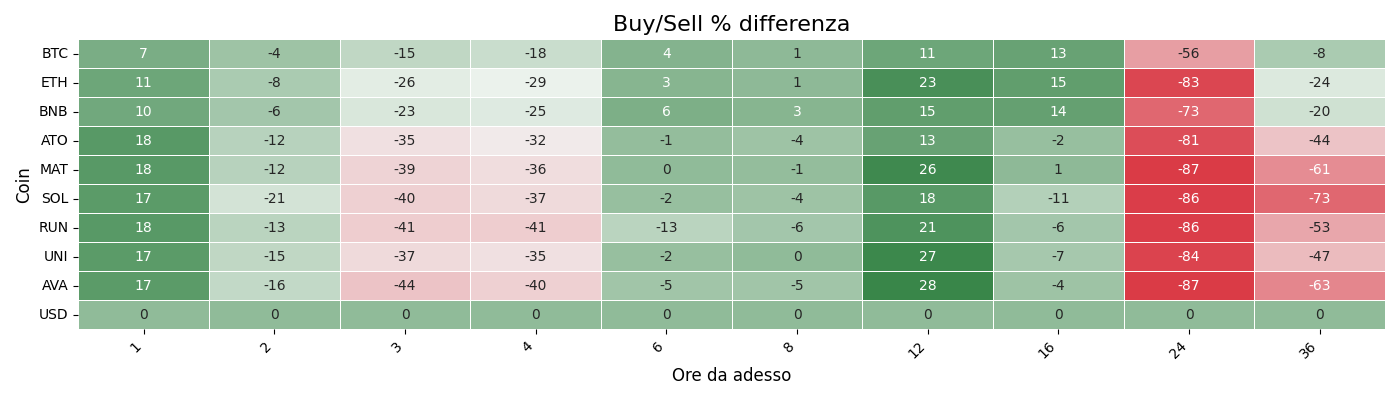 Buy/Sell % differenza
Coin
BTC 7 -4 -15 -18 4 1 11 13 -56 -8
ETH 11 -8 -26 -29 3 1 23 15 -83 -24
BNB 10 -6 -23 -25 6 3 15 14 -73 -20
ATO 18 -12 -35 -32 -1 -4 13 -2 -81 -44
MAT 18 -12 -39 -36 0 -1 26 1 -87 -61
SOL 17 -21 -40 -37 -2 -4 18 -11 -86 -73
RUN 18 -13 -41 -41 -13 -6 21 -6 -86 -53
UNI 17 -15 -37 -35 -2 0 27 -7 -84 -47
AVA 17 -16 -44 -40 -5 -5 28 -4 -87 -63
USD 0 0 0 0 0 0 0 0 0 0
1 2 3 4 6 8 12 16 24 36
Ore da adesso